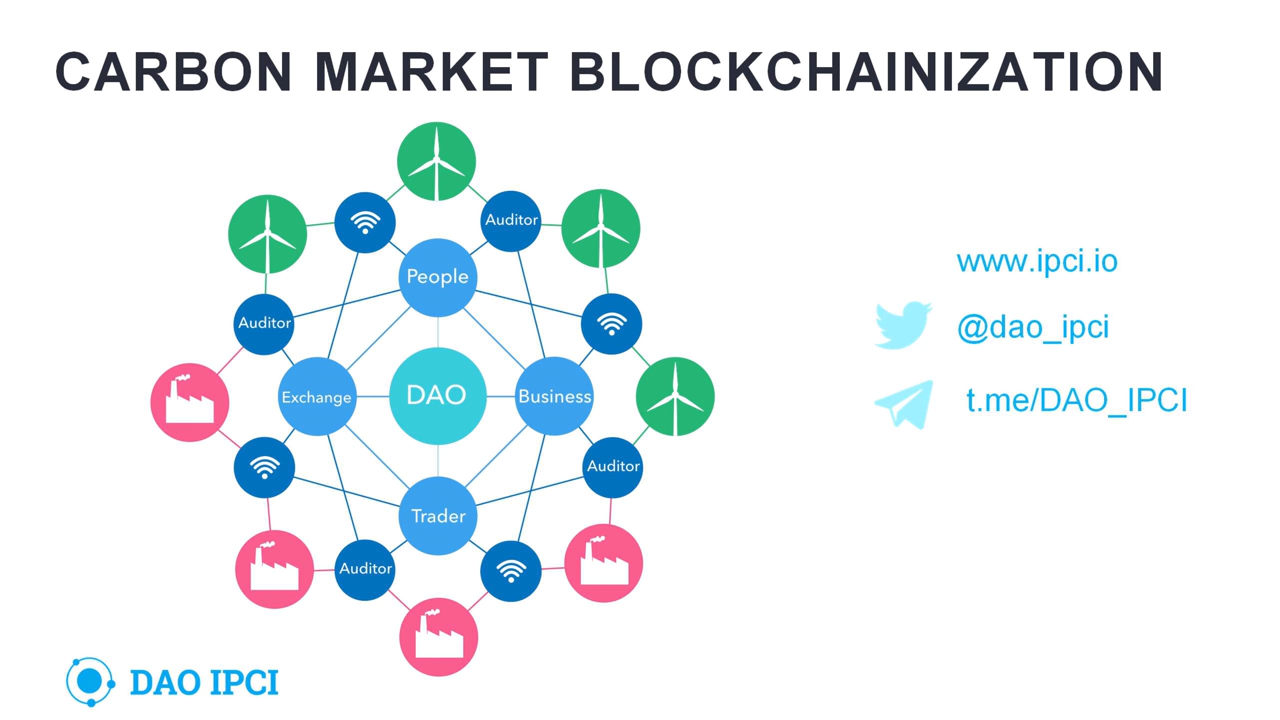 CARBON MARKET BLOCKCHAINIZATION
Auditor
People
Auditor
Exchange
DAO
Business
Auditor
Trader
Auditor
www.ipci.io
@dao_ipci
t.me/DAO_IPCI
DAO IPCI